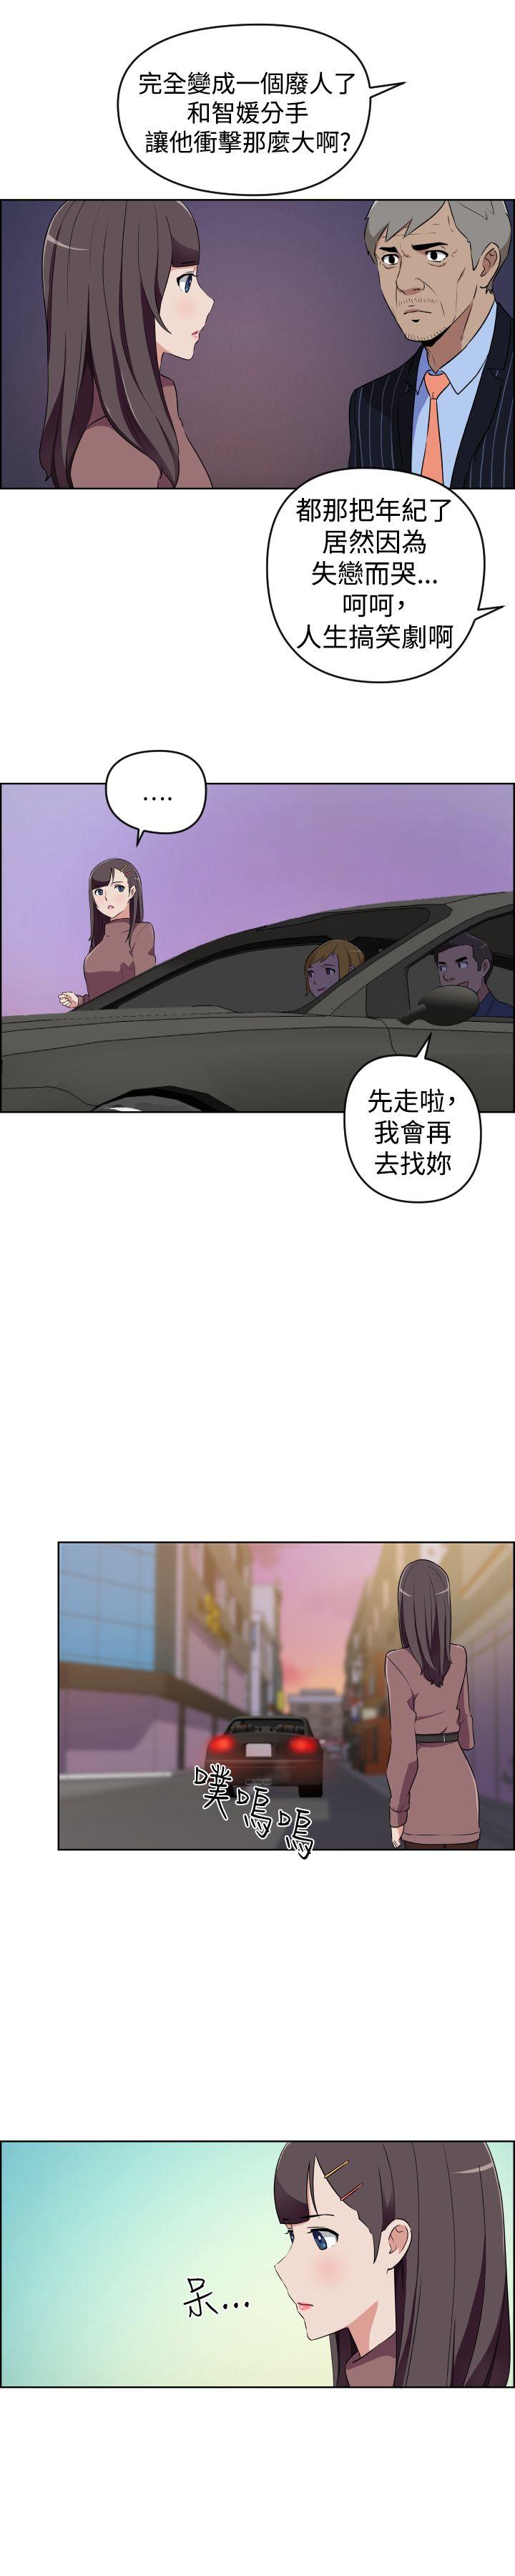 完全變成一個廢人了
和智媛分手
讓他衝擊那麼大啊?
都那把年紀了
居然因為
失戀而哭...
呵呵,
人生搞笑劇啊
....
先走啦,
我會再
去找妳
噗嗚嗚
呆...